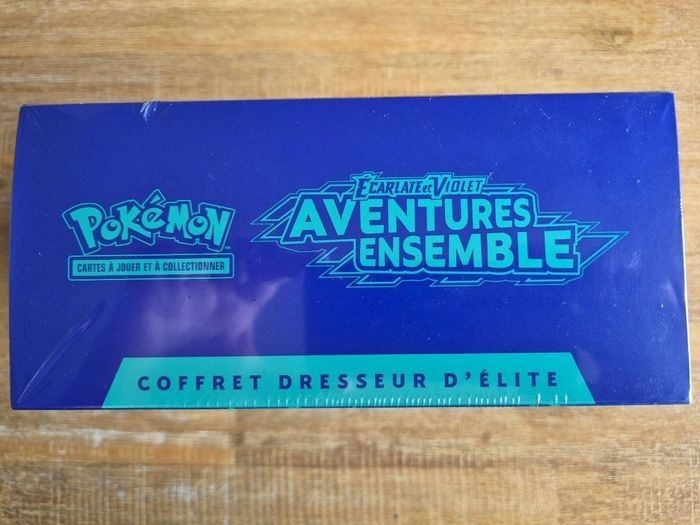 POKÉMON
CARTES À JOUER ET À COLLECTIONNER
ÉCARLATE et VIOLET
AVENTURES
ENSEMBLE
COFFRET DRESSEUR D'ÉLITE